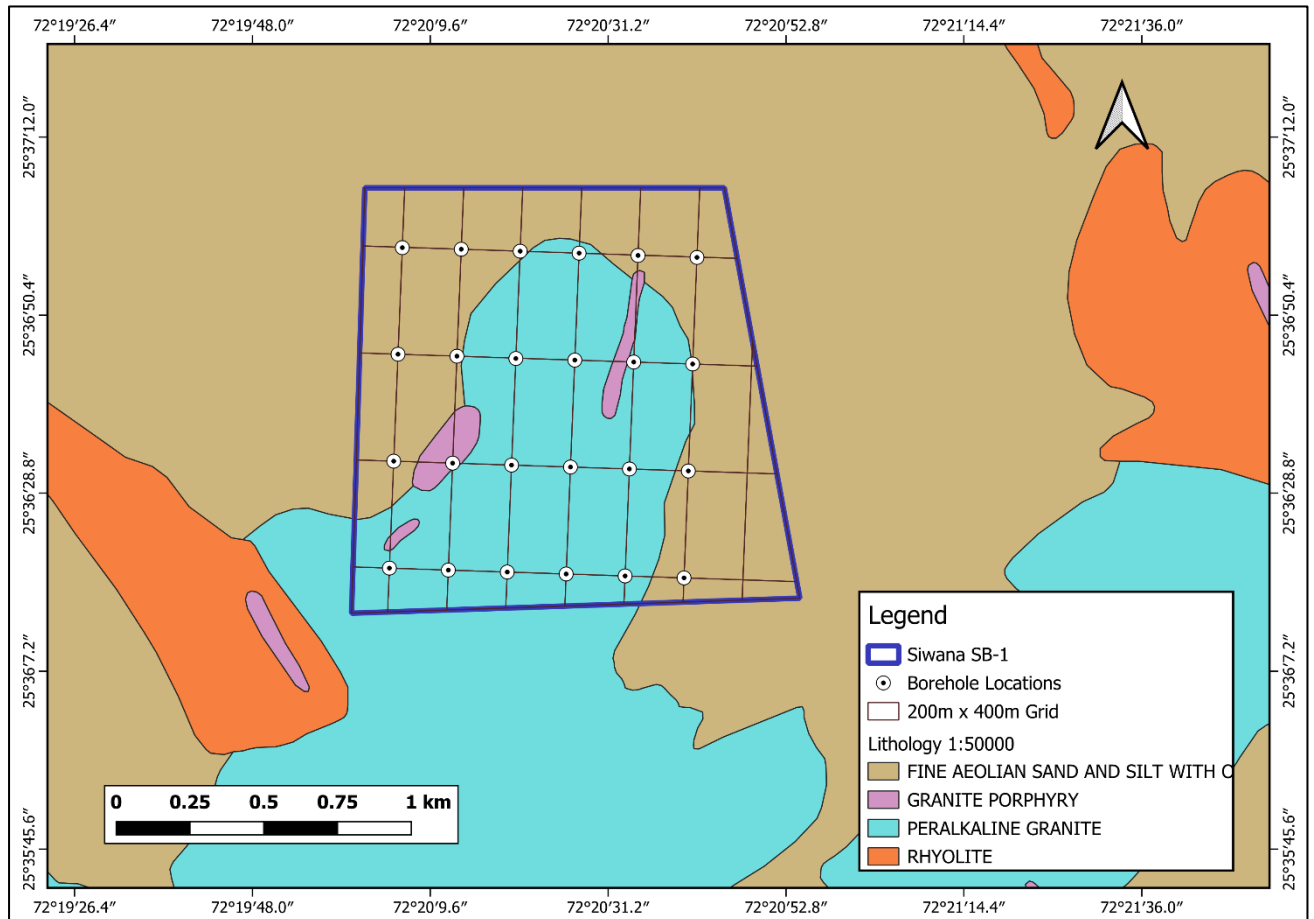 72°19′26.4″ 72°19′48.0″ 72°20′9.6″ 72°20′31.2″ 72°20′52.8″ 72°21′14.4″ 72°21′36.0″
25°37′12.0″ 25°37′12.0″
25°36′50.4″ 25°36′50.4″
25°36′28.8″ 25°36′28.8″
25°36′7.2″ 25°36′7.2″
25°35′45.6″ 25°35′45.6″
Legend
Siwana SB-1
Borehole Locations
200m x 400m Grid
Lithology 1:50000
FINE AEOLIAN SAND AND SILT WITH O
GRANITE PORPHYRY
PERALKALINE GRANITE
RHYOLITE
0 0.25 0.5 0.75 1 km
72°19′26.4″ 72°19′48.0″ 72°20′9.6″ 72°20′31.2″ 72°20′52.8″ 72°21′14.4″ 72°21′36.0″